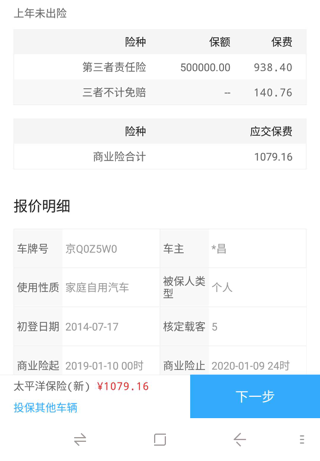 上年未出险
险种 保额 保费
第三者责任险 500000.00 938.40
三者不计免赔 -- 140.76
险种 应交保费
商业险合计 1079.16
报价明细
车牌号 京Q0Z5W0 车主 *昌
使用性质 家庭自用汽车 被保人类型 个人
初登日期 2014-07-17 核定载客 5
商业险起 2019-01-10 00时 商业险止 2020-01-09 24时
太平洋保险(新) ¥1079.16
投保其他车辆
下一步